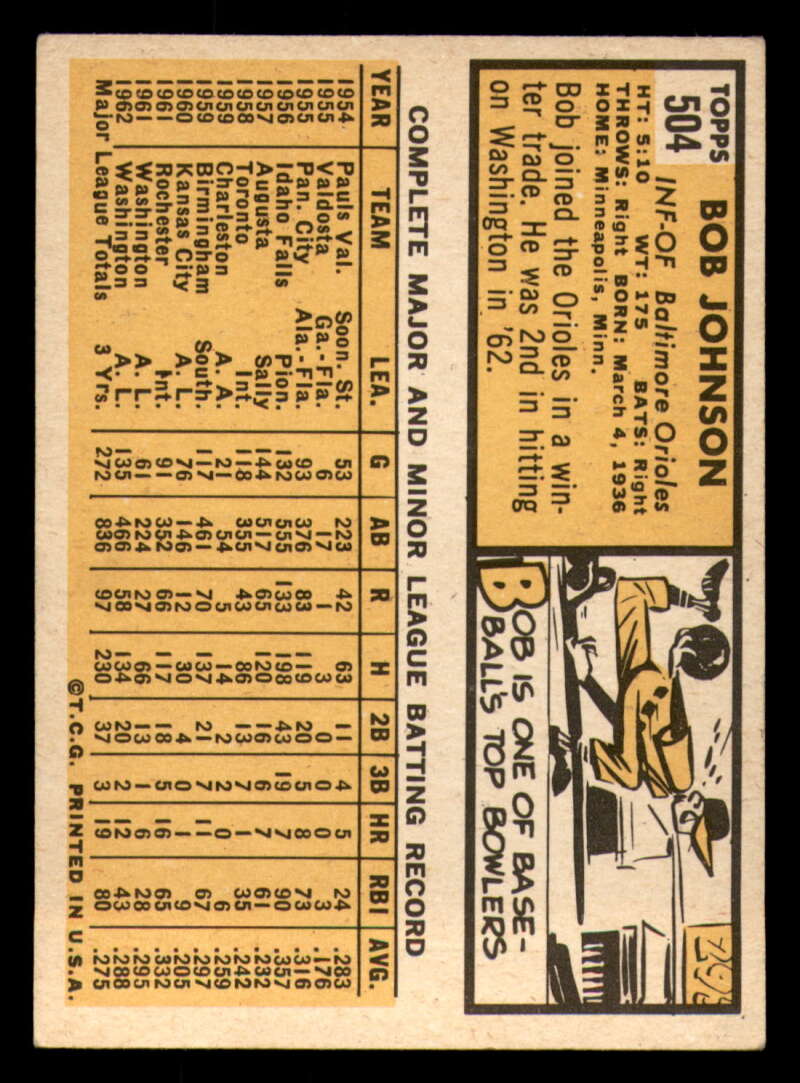 TOPPS
504
BOB JOHNSON
INF-OF Baltimore Orioles
HT: 5:10 WT: 175 BATS: Right
THROWS: Right BORN: March 4, 1936
HOME: Minneapolis, Minn.
Bob joined the Orioles in a win-
ter trade. He was 2nd in hitting
on Washington in '62.
BOB IS ONE OF BASE-
BALL'S TOP BOWLERS
295
COMPLETE MAJOR AND MINOR LEAGUE BATTING RECORD
YEAR TEAM LEA. G AB R H 2B 3B HR RBI AVG.
1954 Pauls Val. Soon. St. 53 223 42 63 11 4 5 24 .283
1955 Valdosta Ga.-Fla. 6 17 1 3 0 0 0 3 .176
1955 Pan. City Ala.-Fla. 93 376 83 119 20 5 8 73 .316
1956 Idaho Falls Pion. 132 555 133 198 43 19 7 90 .357
1957 Augusta Sally 144 517 65 120 16 6 7 61 .232
1958 Toronto Int. 118 355 43 86 13 7 1 35 .242
1959 Charleston A. A. 21 54 5 14 2 2 0 6 .259
1959 Birmingham South. 117 461 70 137 21 7 11 67 .297
1960 Kansas City A. L. 76 146 12 30 4 0 1 9 .205
1961 Rochester Int. 91 352 66 117 18 5 16 65 .332
1961 Washington A. L. 61 224 27 66 13 1 6 28 .295
1962 Washington A. L. 135 466 58 134 20 2 12 43 .288
Major League Totals 3 Yrs. 272 836 97 230 37 3 19 80 .275
©T.C.G. PRINTED IN U.S.A.